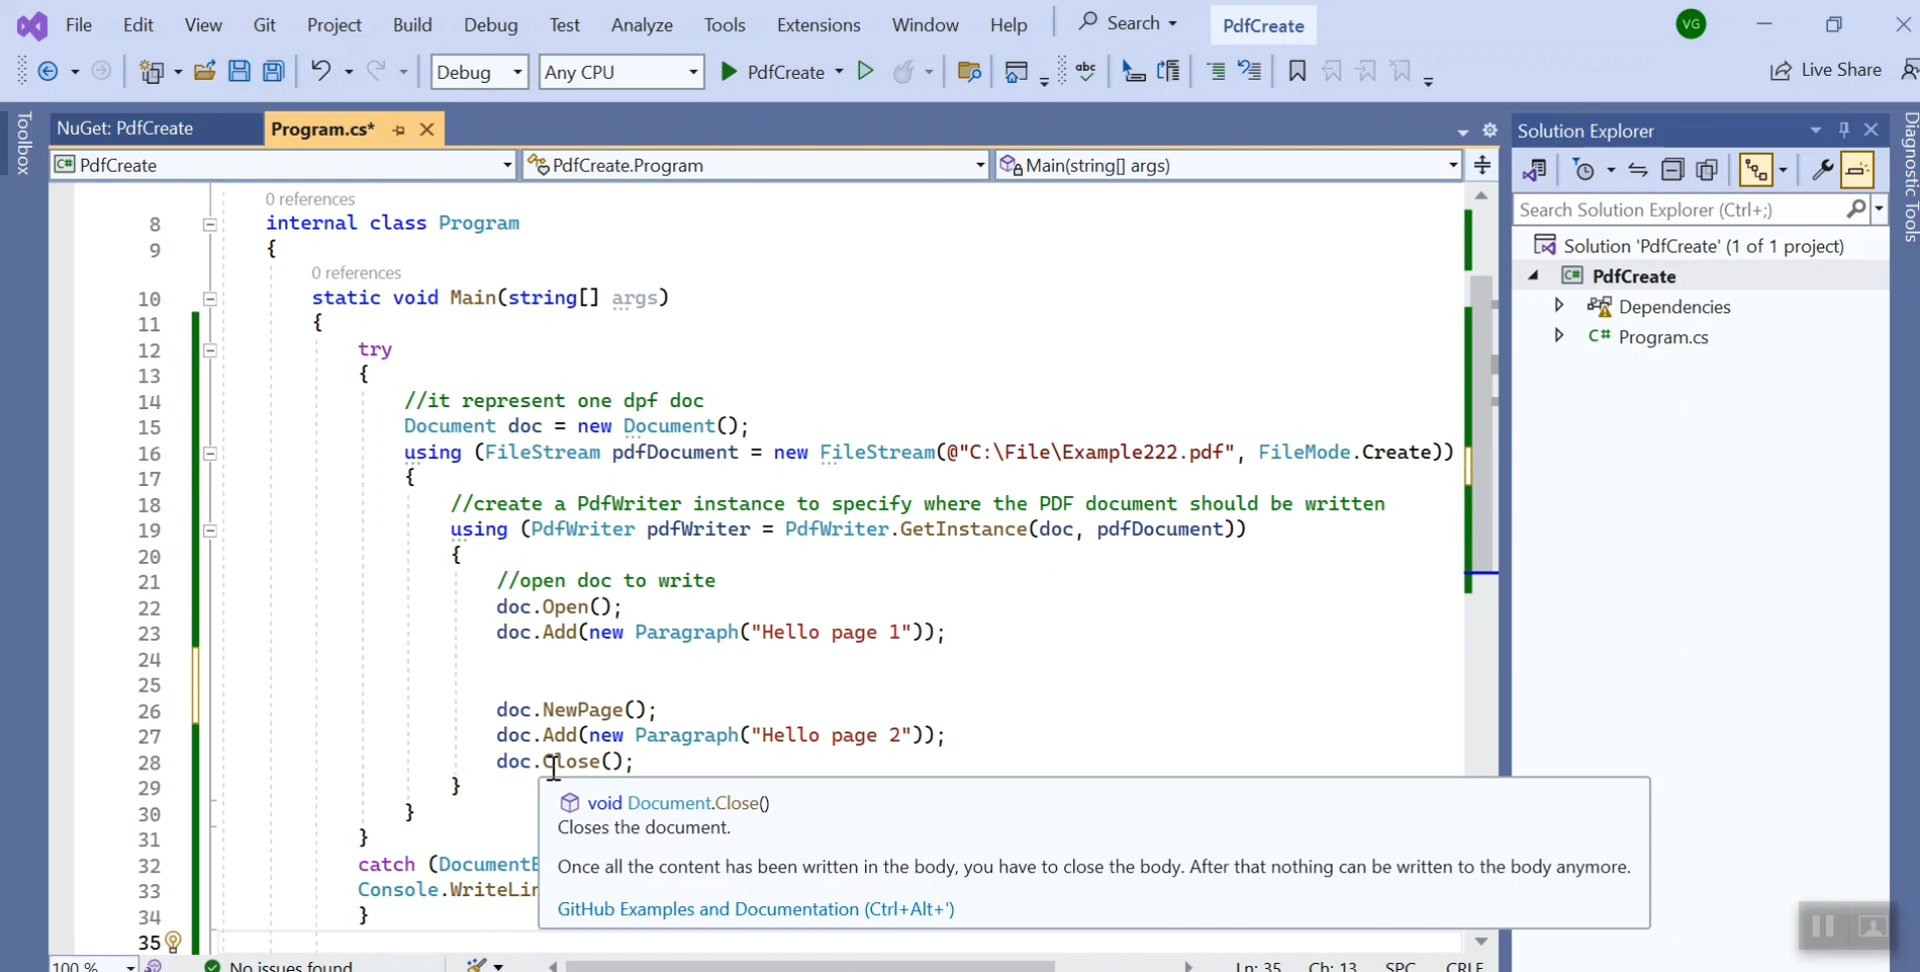 File Edit View Git Project Build Debug Test Analyze Tools Extensions Window Help Search PdfCreate VG
Debug Any CPU PdfCreate abc Live Share
Toolbox
NuGet: PdfCreate Program.cs*
C# PdfCreate PdfCreate.Program Main(string[] args)
0 references
8 internal class Program
9 {
0 references
10 static void Main(string[] args)
11 {
12 try
13 {
14 //it represent one dpf doc
15 Document doc = new Document();
16 using (FileStream pdfDocument = new FileStream(@"C:\File\Example222.pdf", FileMode.Create))
17 {
18 //create a PdfWriter instance to specify where the PDF document should be written
19 using (PdfWriter pdfWriter = PdfWriter.GetInstance(doc, pdfDocument))
20 {
21 //open doc to write
22 doc.Open();
23 doc.Add(new Paragraph("Hello page 1"));
24
25
26 doc.NewPage();
27 doc.Add(new Paragraph("Hello page 2"));
28 doc.Close();
29 }
30 }
31 }
32 catch (DocumentE
33 Console.WriteLin
34 }
35
void Document.Close()
Closes the document.
Once all the content has been written in the body, you have to close the body. After that nothing can be written to the body anymore.
GitHub Examples and Documentation (Ctrl+Alt+')
100 % No issues found Ln: 35 Ch: 13 SPC CRLF
Solution Explorer
Search Solution Explorer (Ctrl+;)
Solution 'PdfCreate' (1 of 1 project)
C# PdfCreate
Dependencies
C# Program.cs
Diagnostic Tools